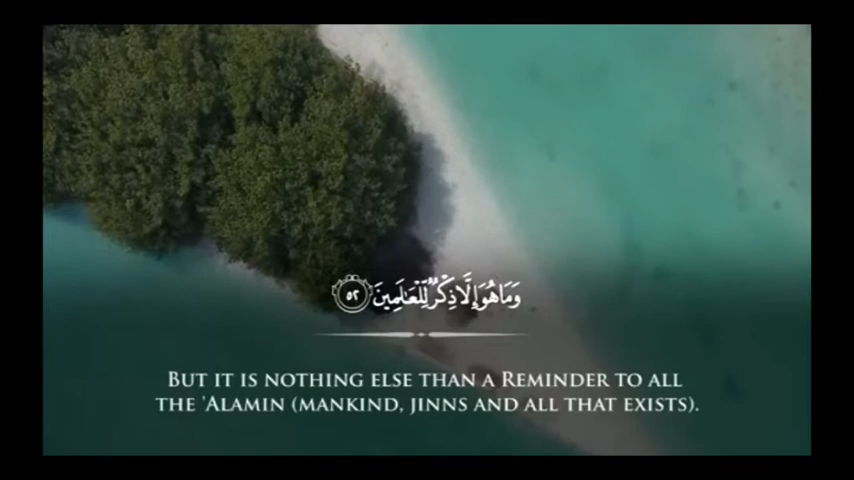 وَمَا هُوَ إِلَّا ذِكْرٌ لِّلْعَـٰلَمِينَ ٥٢
BUT IT IS NOTHING ELSE THAN A REMINDER TO ALL
THE 'ALAMIN (MANKIND, JINNS AND ALL THAT EXISTS).